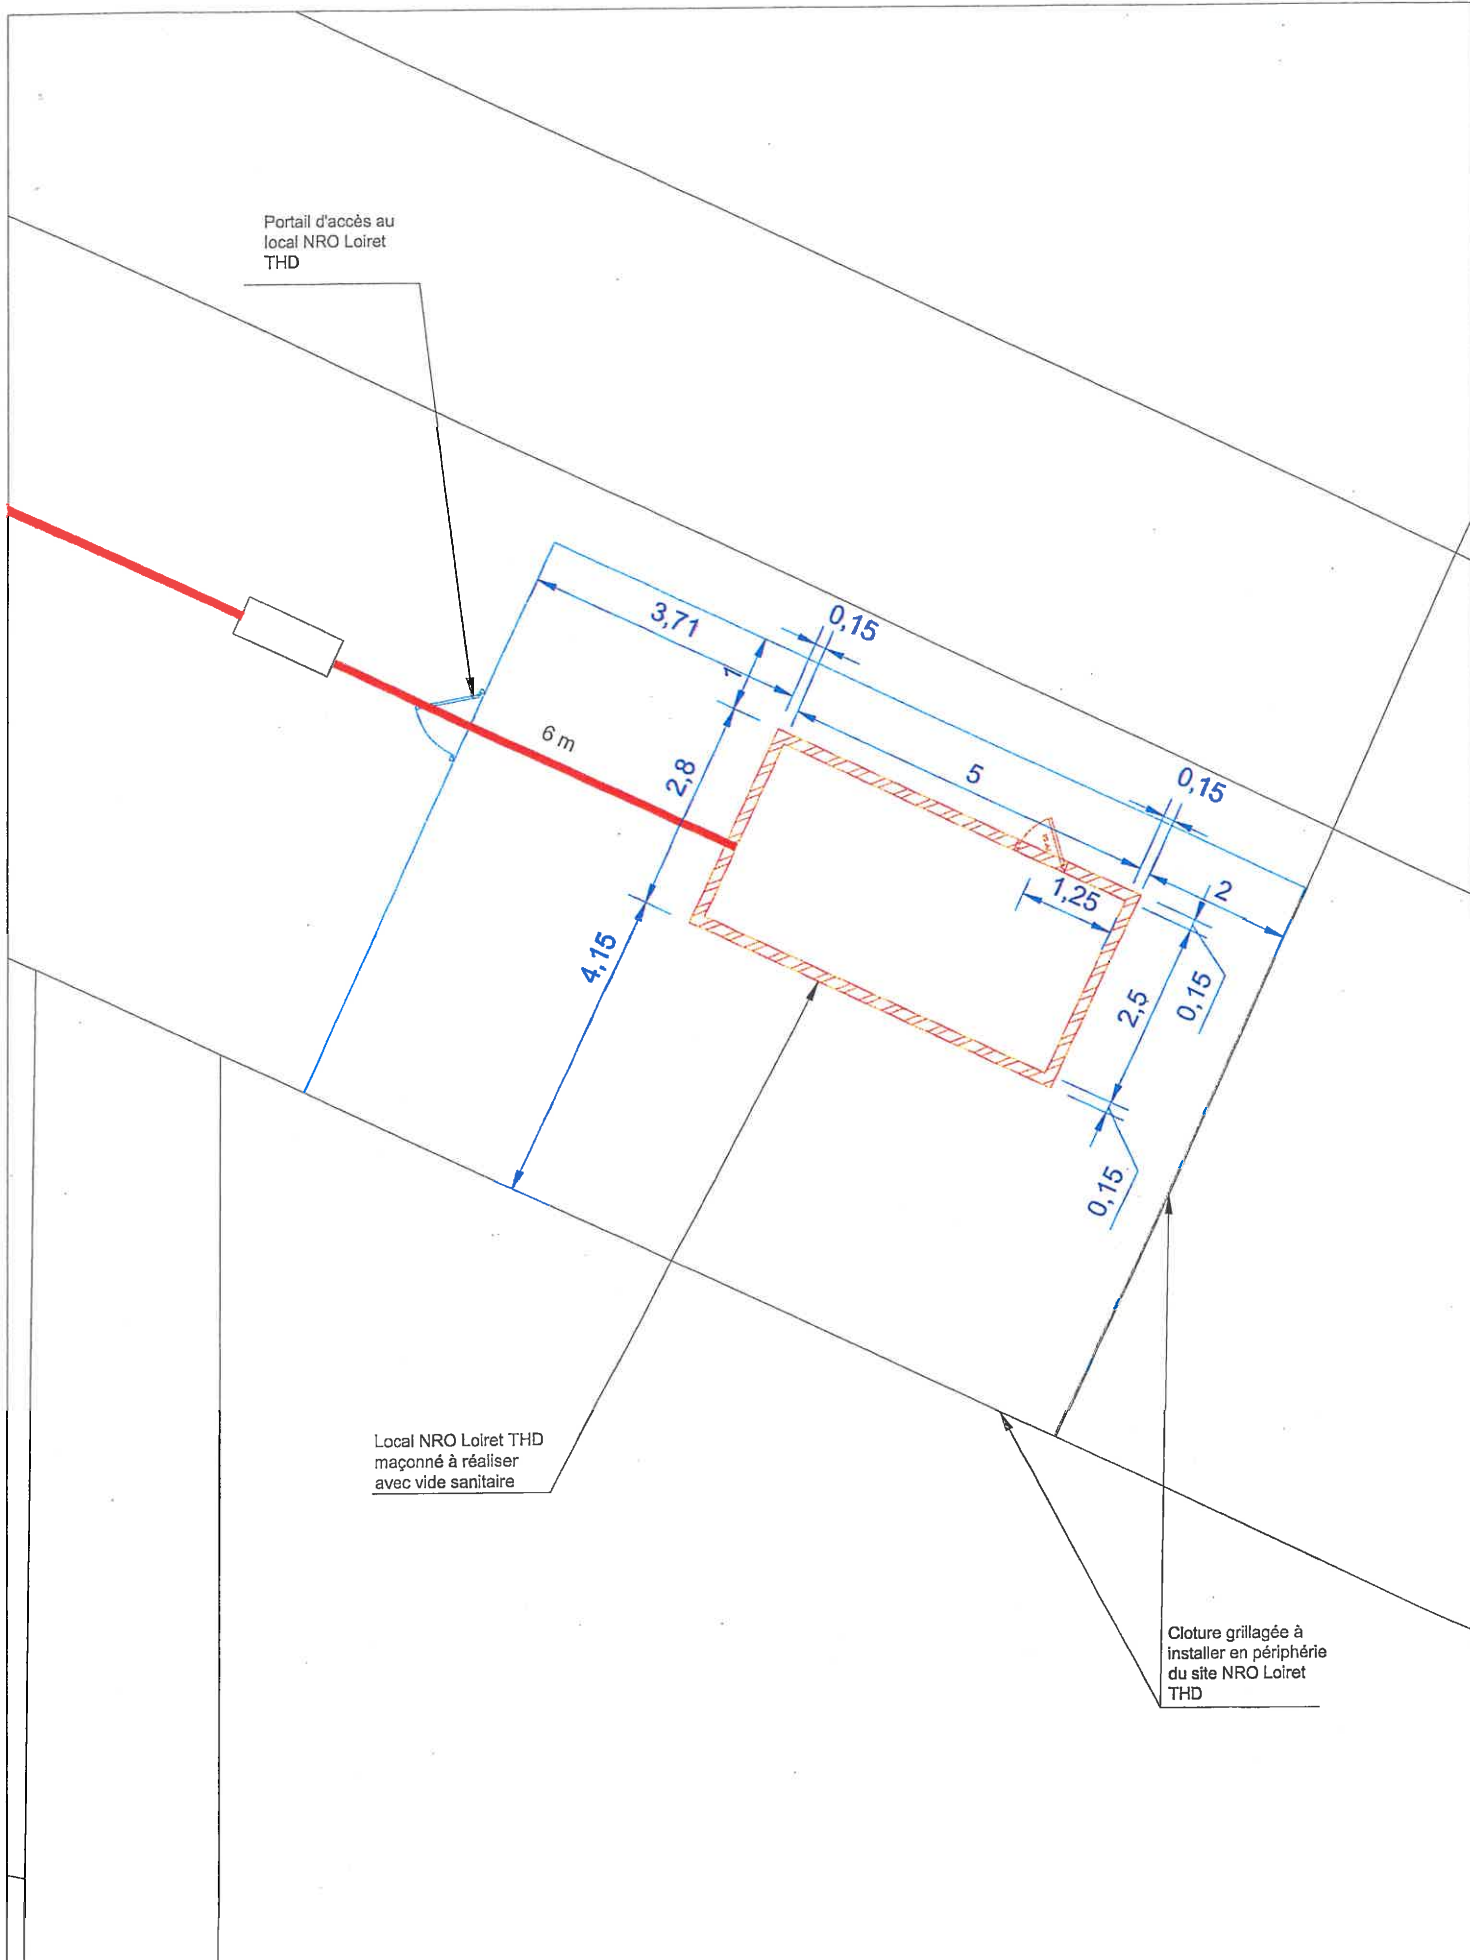 Portail d'accès au
local NRO Loiret
THD
3,71
0,15
1
6 m
2,8
5
0,15
2
1,25
4,15
2,5
0,15
0,15
Local NRO Loiret THD
maçonné à réaliser
avec vide sanitaire
Cloture grillagée à
installer en périphérie
du site NRO Loiret
THD